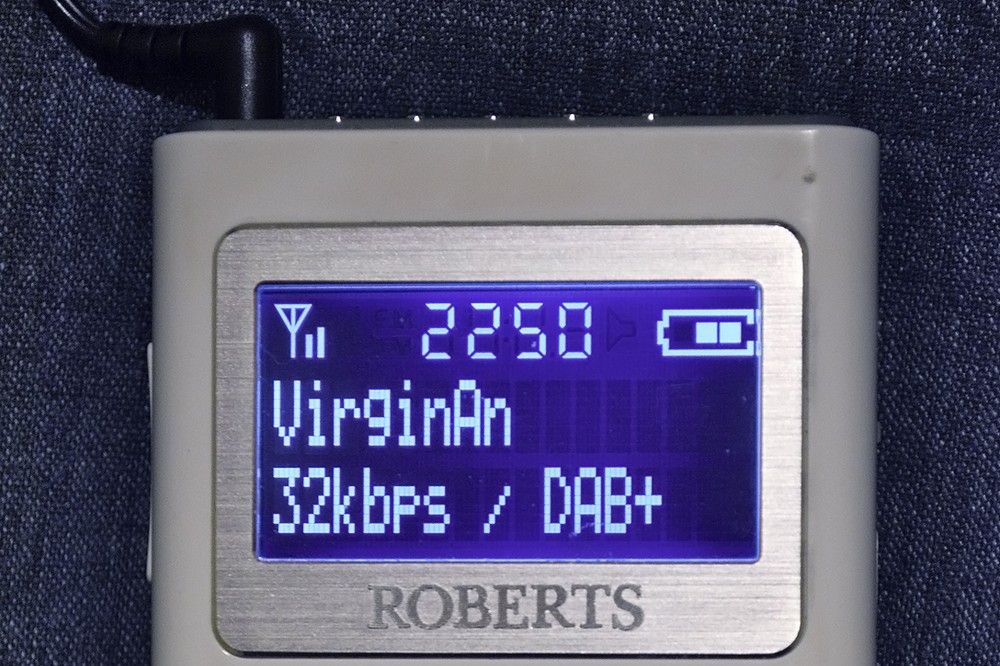 2250
VirginAn
32kbps / DAB+
ROBERTS